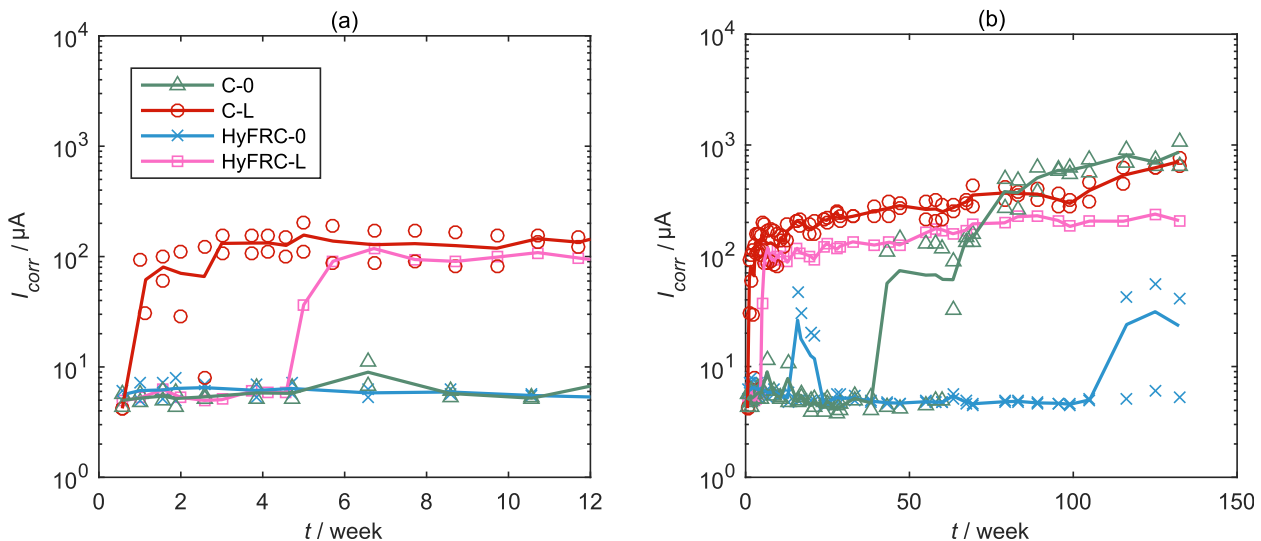 (a)
10^4
10^3
10^2
10^1
10^0
I_corr / µA
C-0
C-L
HyFRC-0
HyFRC-L
0 2 4 6 8 10 12
t / week
(b)
10^4
10^3
10^2
10^1
10^0
I_corr / µA
0 50 100 150
t / week